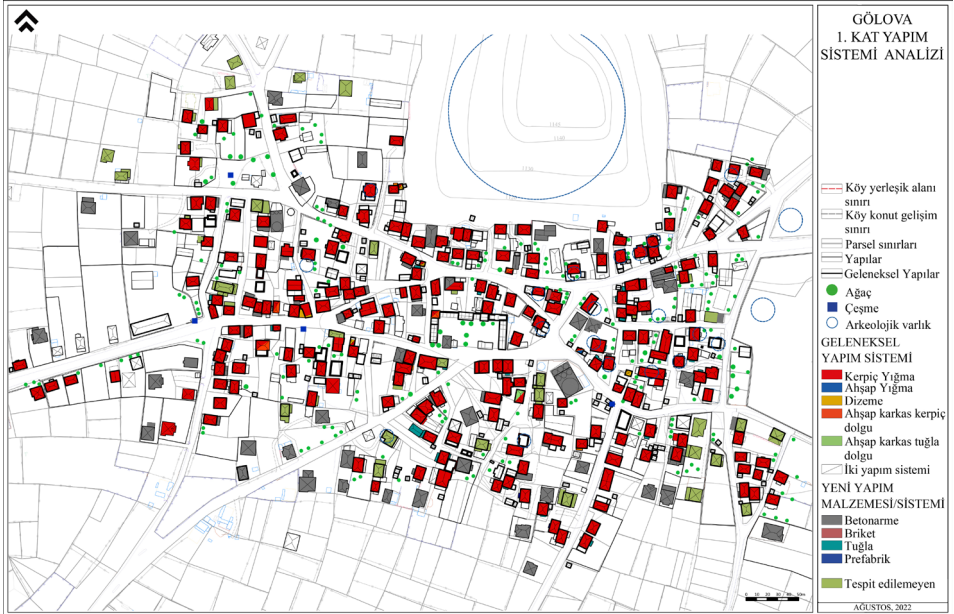 GÖLOVA
1. KAT YAPIM
SİSTEMİ ANALİZİ
Köy yerleşik alanı
sınırı
Köy konut gelişim
sınırı
Parsel sınırları
Yapılar
Geleneksel Yapılar
Ağaç
Çeşme
Arkeolojik varlık
GELENEKSEL
YAPIM SİSTEMİ
Kerpiç Yığma
Ahşap Yığma
Dizeme
Ahşap karkas kerpiç
dolgu
Ahşap karkas tuğla
dolgu
İki yapım sistemi
YENİ YAPIM
MALZEMESİ/SİSTEMİ
Betonarme
Briket
Tuğla
Prefabrik
Tespit edilemeyen
AĞUSTOS, 2022